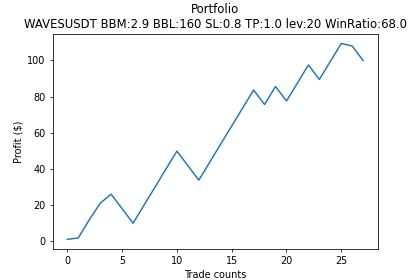 Portfolio
WAVESUSDT BBM:2.9 BBL:160 SL:0.8 TP:1.0 lev:20 WinRatio:68.0
100
80
60
40
20
0
Profit ($)
0 5 10 15 20 25
Trade counts